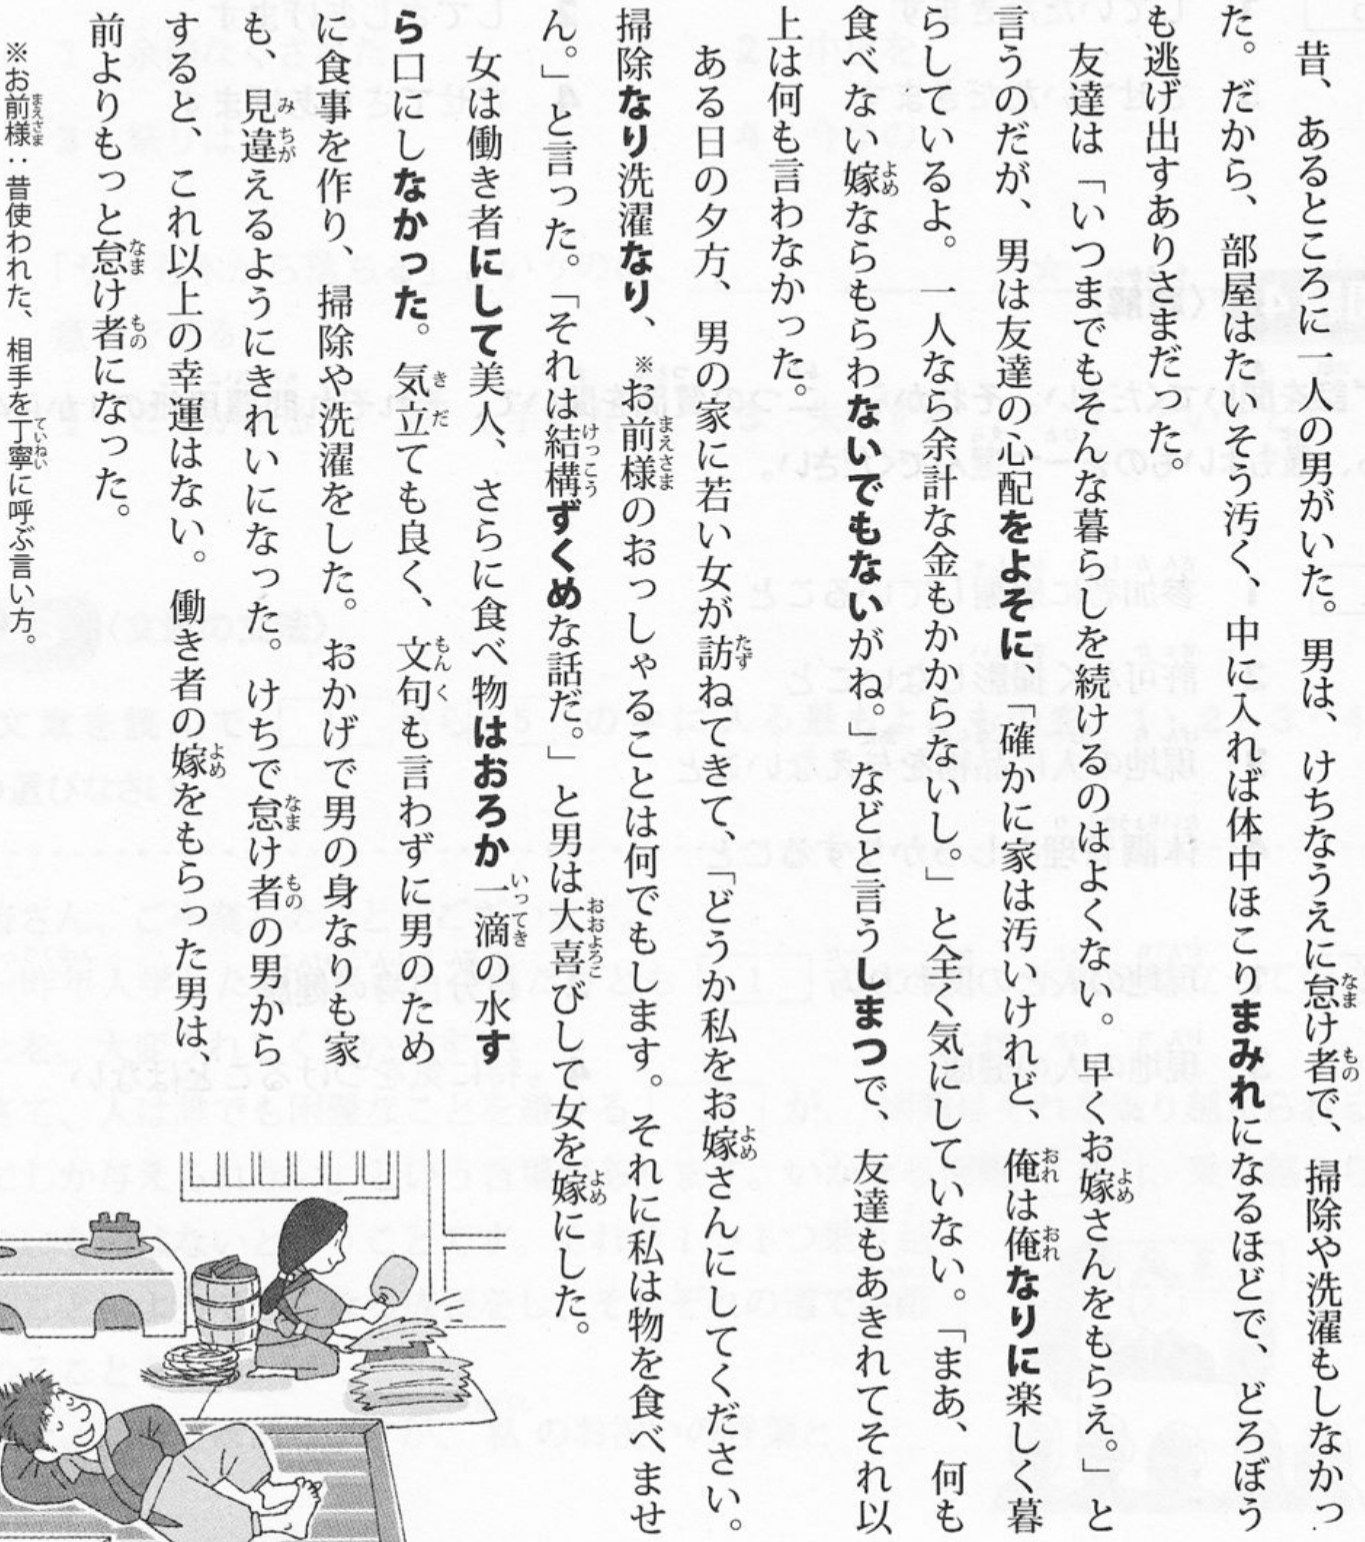 昔、あるところに一人の男がいた。男は、けちなうえに怠け者で、掃除や洗濯もしなかっ
た。だから、部屋はたいそう汚く、中に入れば体中ほこりまみれになるほどで、どろぼう
も逃げ出すありさまだった。
友達は「いつまでもそんな暮らしを続けるのはよくない。早くお嫁さんをもらえ。」と
言うのだが、男は友達の心配をよそに、「確かに家は汚いけれど、俺は俺なりに楽しく暮
らしているよ。一人なら余計な金もかからないし。」と全く気にしていない。「まあ、何も
食べない嫁ならもらわないでもないがね。」などと言うしまつで、友達もあきれてそれ以
上は何も言わなかった。
ある日の夕方、男の家に若い女が訪ねてきて、「どうか私をお嫁さんにしてください。
掃除なり洗濯なり、※お前様のおっしゃることは何でもします。それに私は物を食べませ
ん。」と言った。「それは結構ずくめな話だ。」と男は大喜びして女を嫁にした。
女は働き者にして美人、さらに食べ物はおろか一滴の水す
ら口にしなかった。気立ても良く、文句も言わずに男のため
に食事を作り、掃除や洗濯をした。おかげで男の身なりも家
も、見違えるようにきれいになった。けちで怠け者の男から
すると、これ以上の幸運はない。働き者の嫁をもらった男は、
前よりもっと怠け者になった。
※お前様：昔使われた、相手を丁寧に呼ぶ言い方。